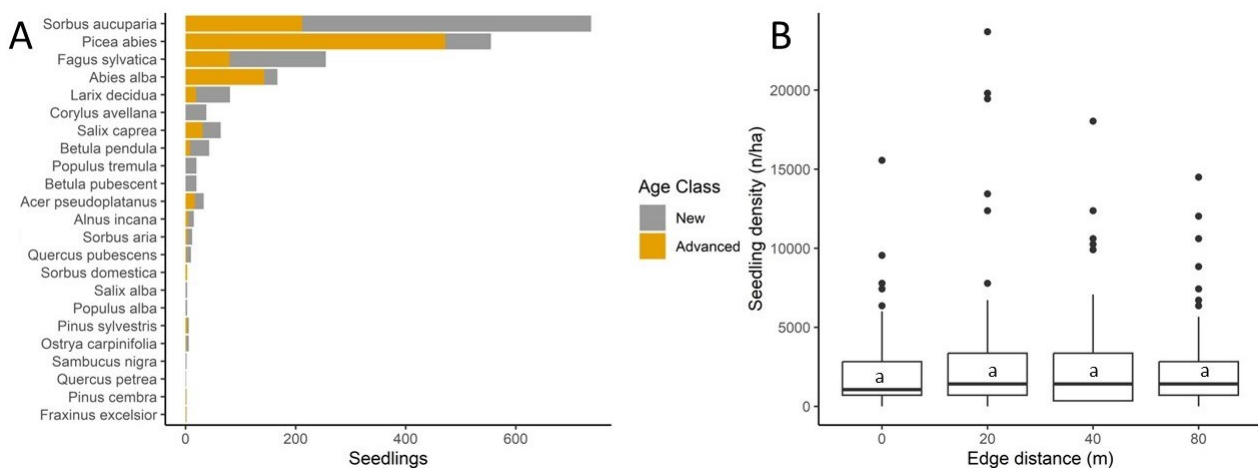 A
Sorbus aucuparia
Picea abies
Fagus sylvatica
Abies alba
Larix decidua
Corylus avellana
Salix caprea
Betula pendula
Populus tremula
Betula pubescent
Acer pseudoplatanus
Alnus incana
Sorbus aria
Quercus pubescens
Sorbus domestica
Salix alba
Populus alba
Pinus sylvestris
Ostrya carpinifolia
Sambucus nigra
Quercus petrea
Pinus cembra
Fraxinus excelsior
0 200 400 600
Seedlings
Age Class
New
Advanced
B
Seedling density (n/ha)
20000
15000
10000
5000
0
a a a a
0 20 40 80
Edge distance (m)